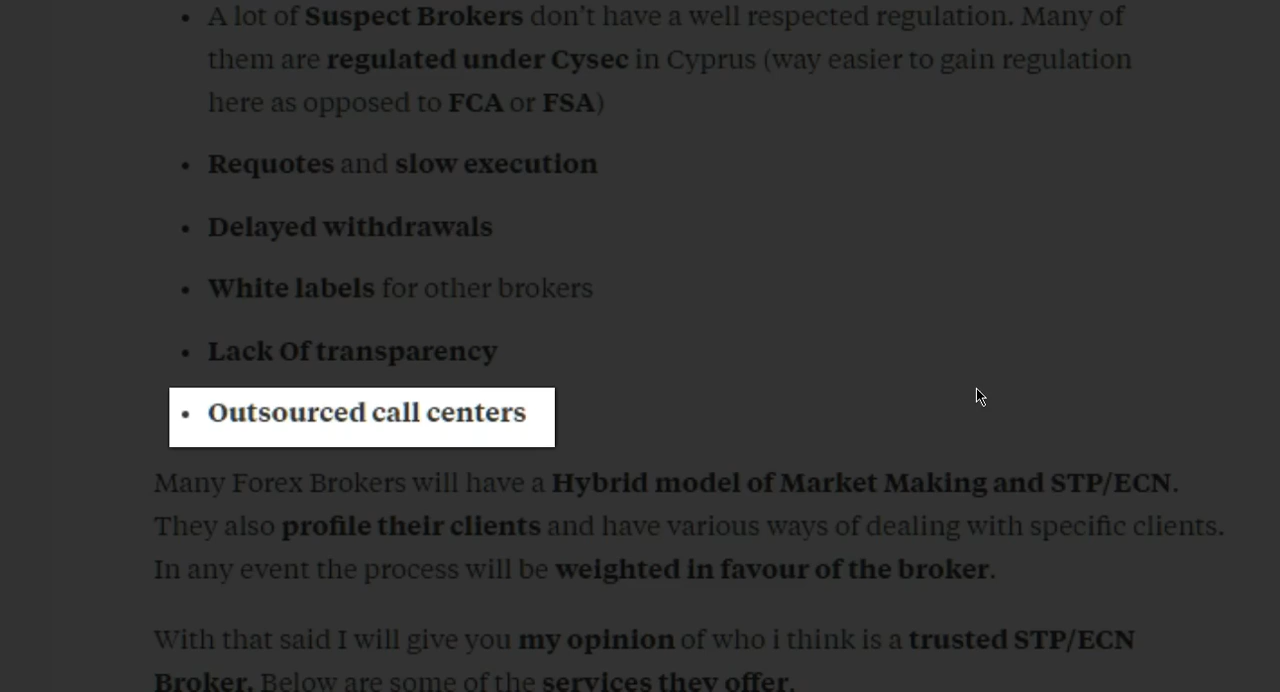 • A lot of Suspect Brokers don't have a well respected regulation. Many of
them are regulated under Cysec in Cyprus (way easier to gain regulation
here as opposed to FCA or FSA)
• Requotes and slow execution
• Delayed withdrawals
• White labels for other brokers
• Lack Of transparency
• Outsourced call centers
Many Forex Brokers will have a Hybrid model of Market Making and STP/ECN.
They also profile their clients and have various ways of dealing with specific clients.
In any event the process will be weighted in favour of the broker.
With that said I will give you my opinion of who i think is a trusted STP/ECN
Broker. Below are some of the services they offer.